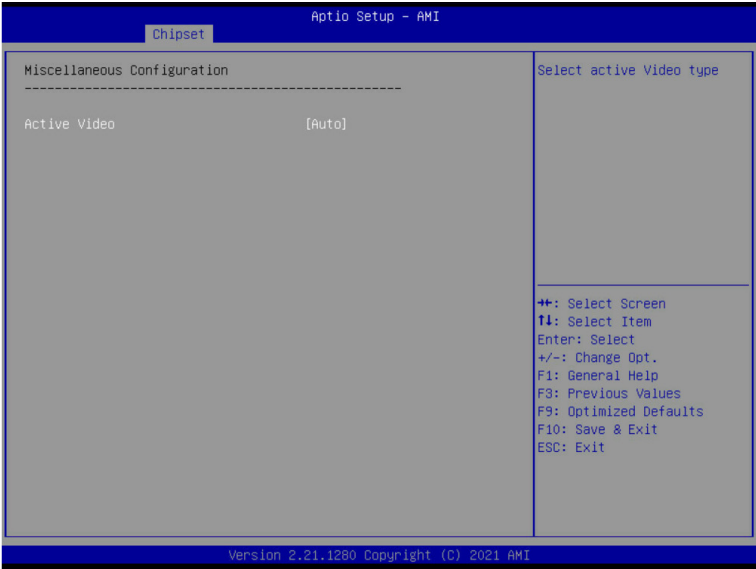 Aptio Setup – AMI
Chipset
Miscellaneous Configuration
--------------------------------------------------
Active Video [Auto]
Select active Video type
→←: Select Screen
↑↓: Select Item
Enter: Select
+/-: Change Opt.
F1: General Help
F3: Previous Values
F9: Optimized Defaults
F10: Save & Exit
ESC: Exit
Version 2.21.1280 Copyright (C) 2021 AMI